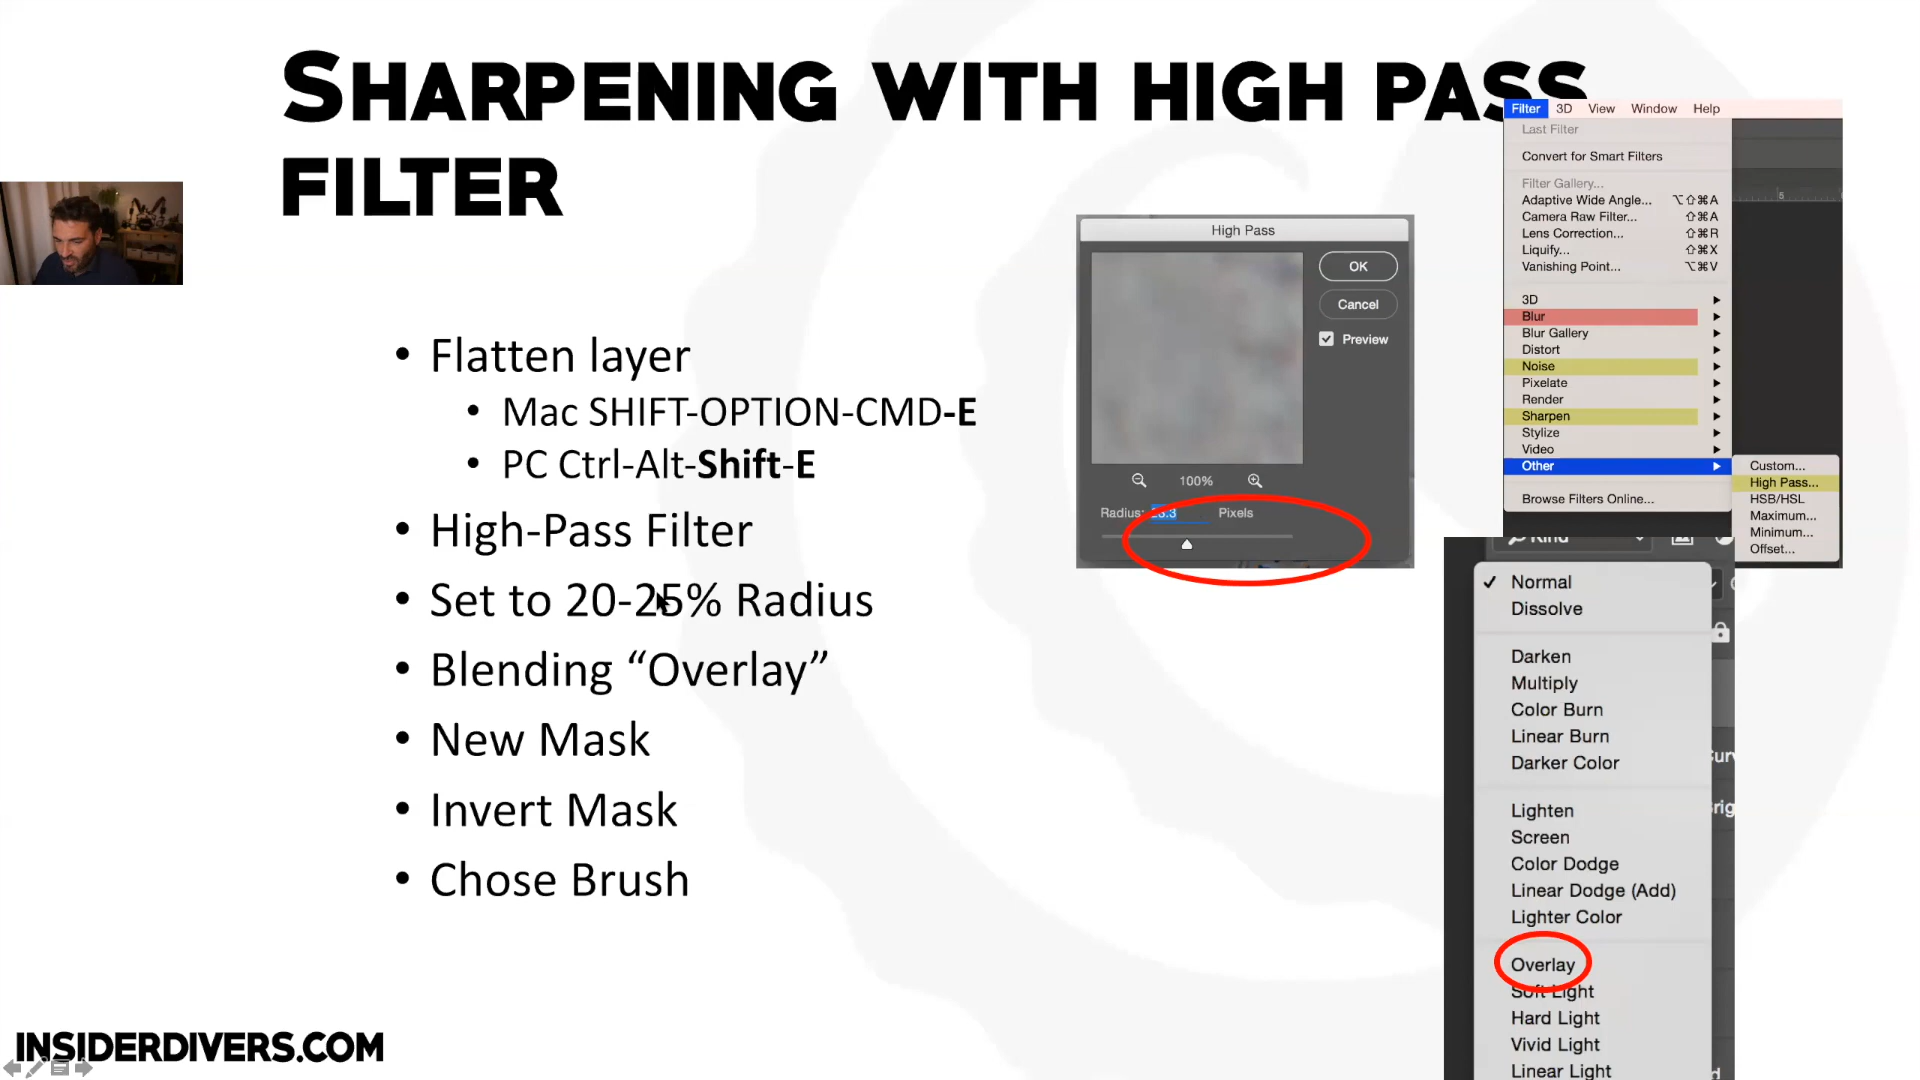 SHARPENING WITH HIGH PASS
FILTER
• Flatten layer
• Mac SHIFT-OPTION-CMD-E
• PC Ctrl-Alt-Shift-E
• High-Pass Filter
• Set to 20-25% Radius
• Blending “Overlay”
• New Mask
• Invert Mask
• Chose Brush
INSIDERDIVERS.COM
High Pass
OK
Cancel
Preview
100%
Radius: Pixels
Filter 3D View Window Help
Last Filter
Convert for Smart Filters
Filter Gallery...
Adaptive Wide Angle... ⌥⇧⌘A
Camera Raw Filter... ⇧⌘A
Lens Correction... ⇧⌘R
Liquify... ⇧⌘X
Vanishing Point... ⌥⌘V
3D
Blur
Blur Gallery
Distort
Noise
Pixelate
Render
Sharpen
Stylize
Video
Other
Browse Filters Online...
5
Custom...
High Pass...
HSB/HSL
Maximum...
Minimum...
Offset...
Kind
Normal
Dissolve
Darken
Multiply
Color Burn
Linear Burn
Darker Color
Lighten
Screen
Color Dodge
Linear Dodge (Add)
Lighter Color
Overlay
Soft Light
Hard Light
Vivid Light
Linear Light